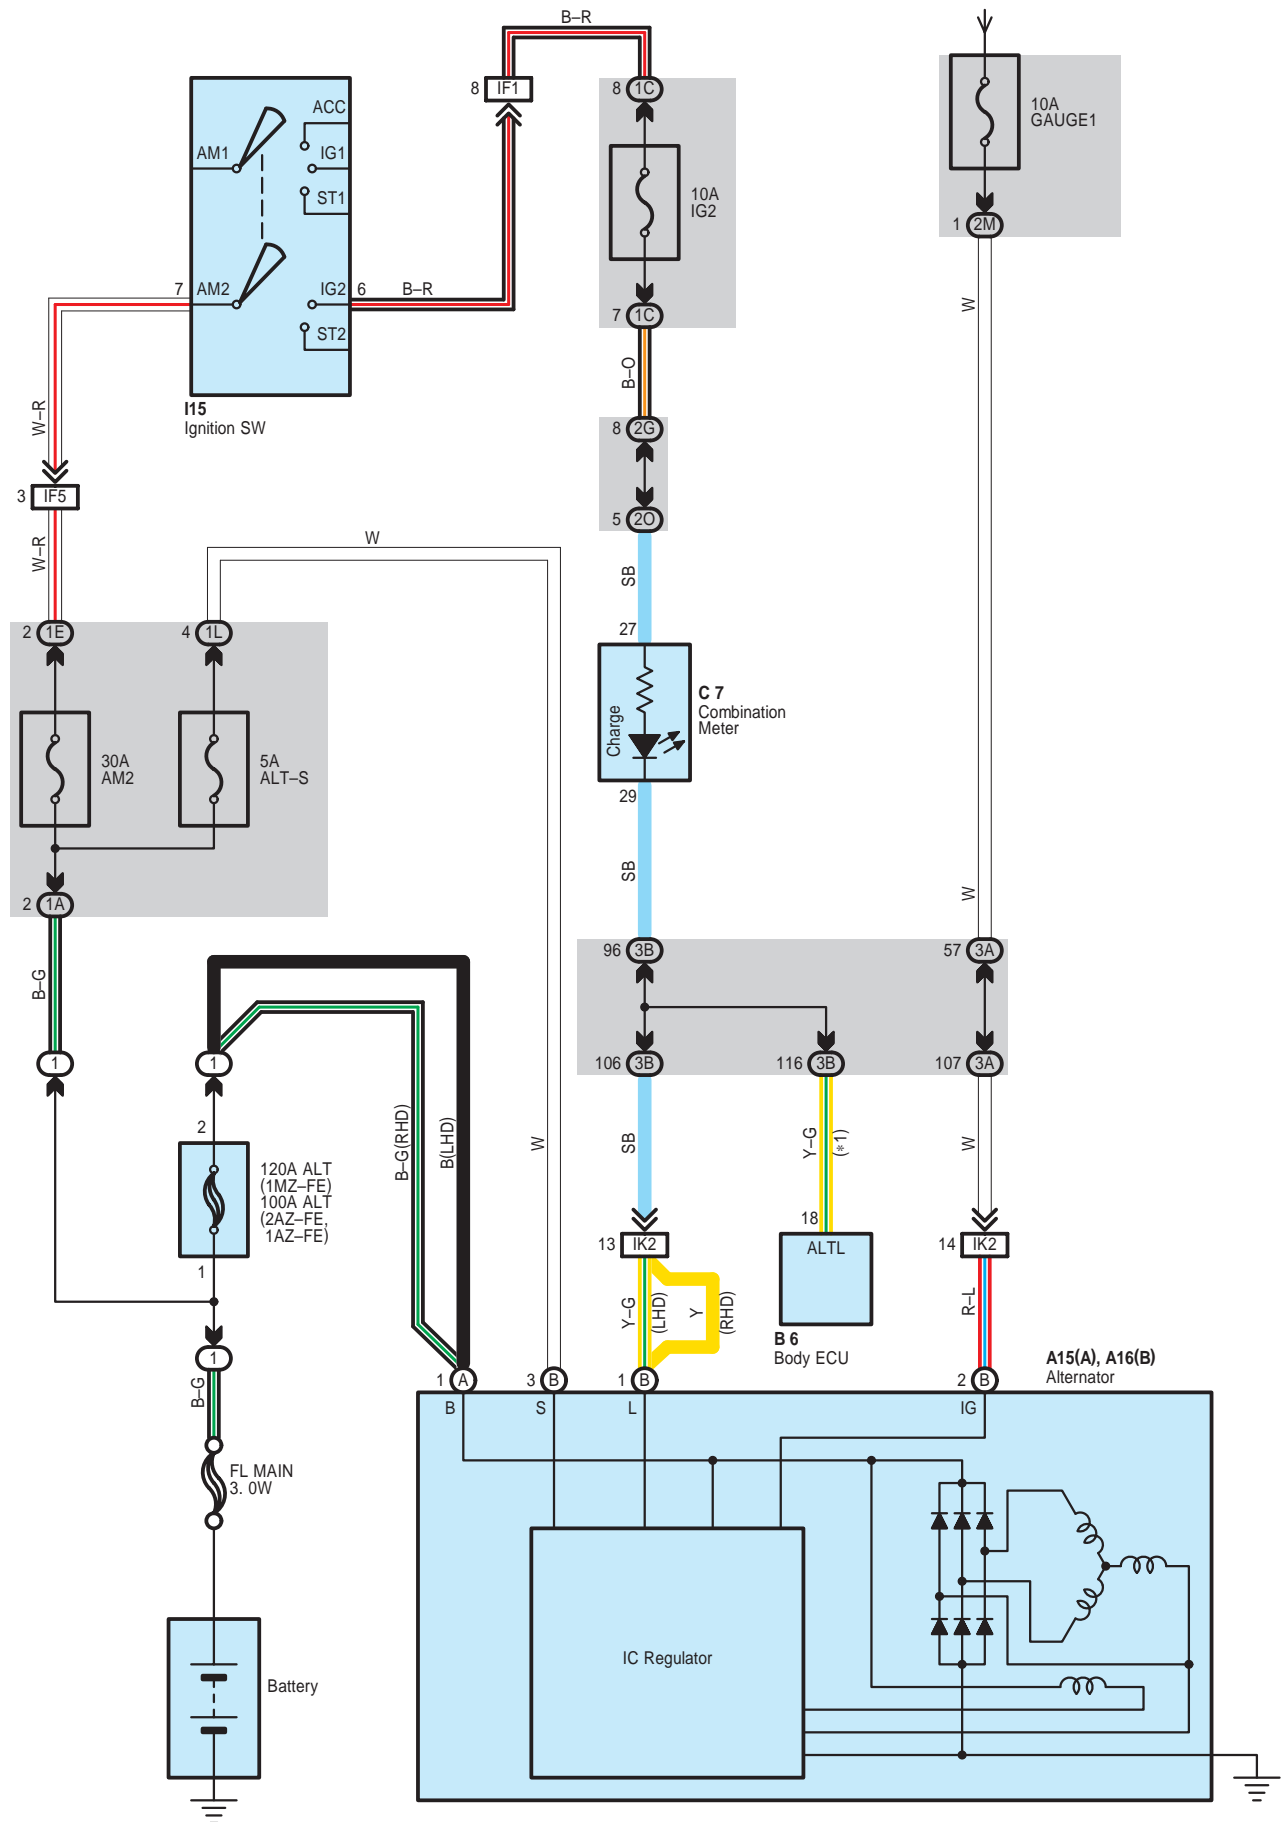 B–R
8 IF1
8 1C
10A
GAUGE1
ACC
AM1
IG1
ST1
10A
IG2
1 2M
7 AM2
IG2 6
B–R
ST2
7 1C
W
B–O
W–R
I15
Ignition SW
8 2G
3 IF5
5 2O
W–R
W
SB
2 1E
4 1L
27
C 7
Combination
Meter
Charge
30A
AM2
5A
ALT–S
29
SB
W
2 1A
96 3B
57 3A
B–G
1
1
106 3B
116 3B
107 3A
2
B–G(RHD)
B(LHD)
W
SB
Y–G
(*1)
W
120A ALT
(1MZ–FE)
100A ALT
(2AZ–FE,
1AZ–FE)
18
13 IK2
ALTL
14 IK2
1
Y–G
(LHD)
Y
(RHD)
R–L
B 6
Body ECU
1
A15(A), A16(B)
Alternator
B–G
1 A
3 B
1 B
2 B
B
S
L
IG
FL MAIN
3. 0W
IC Regulator
Battery